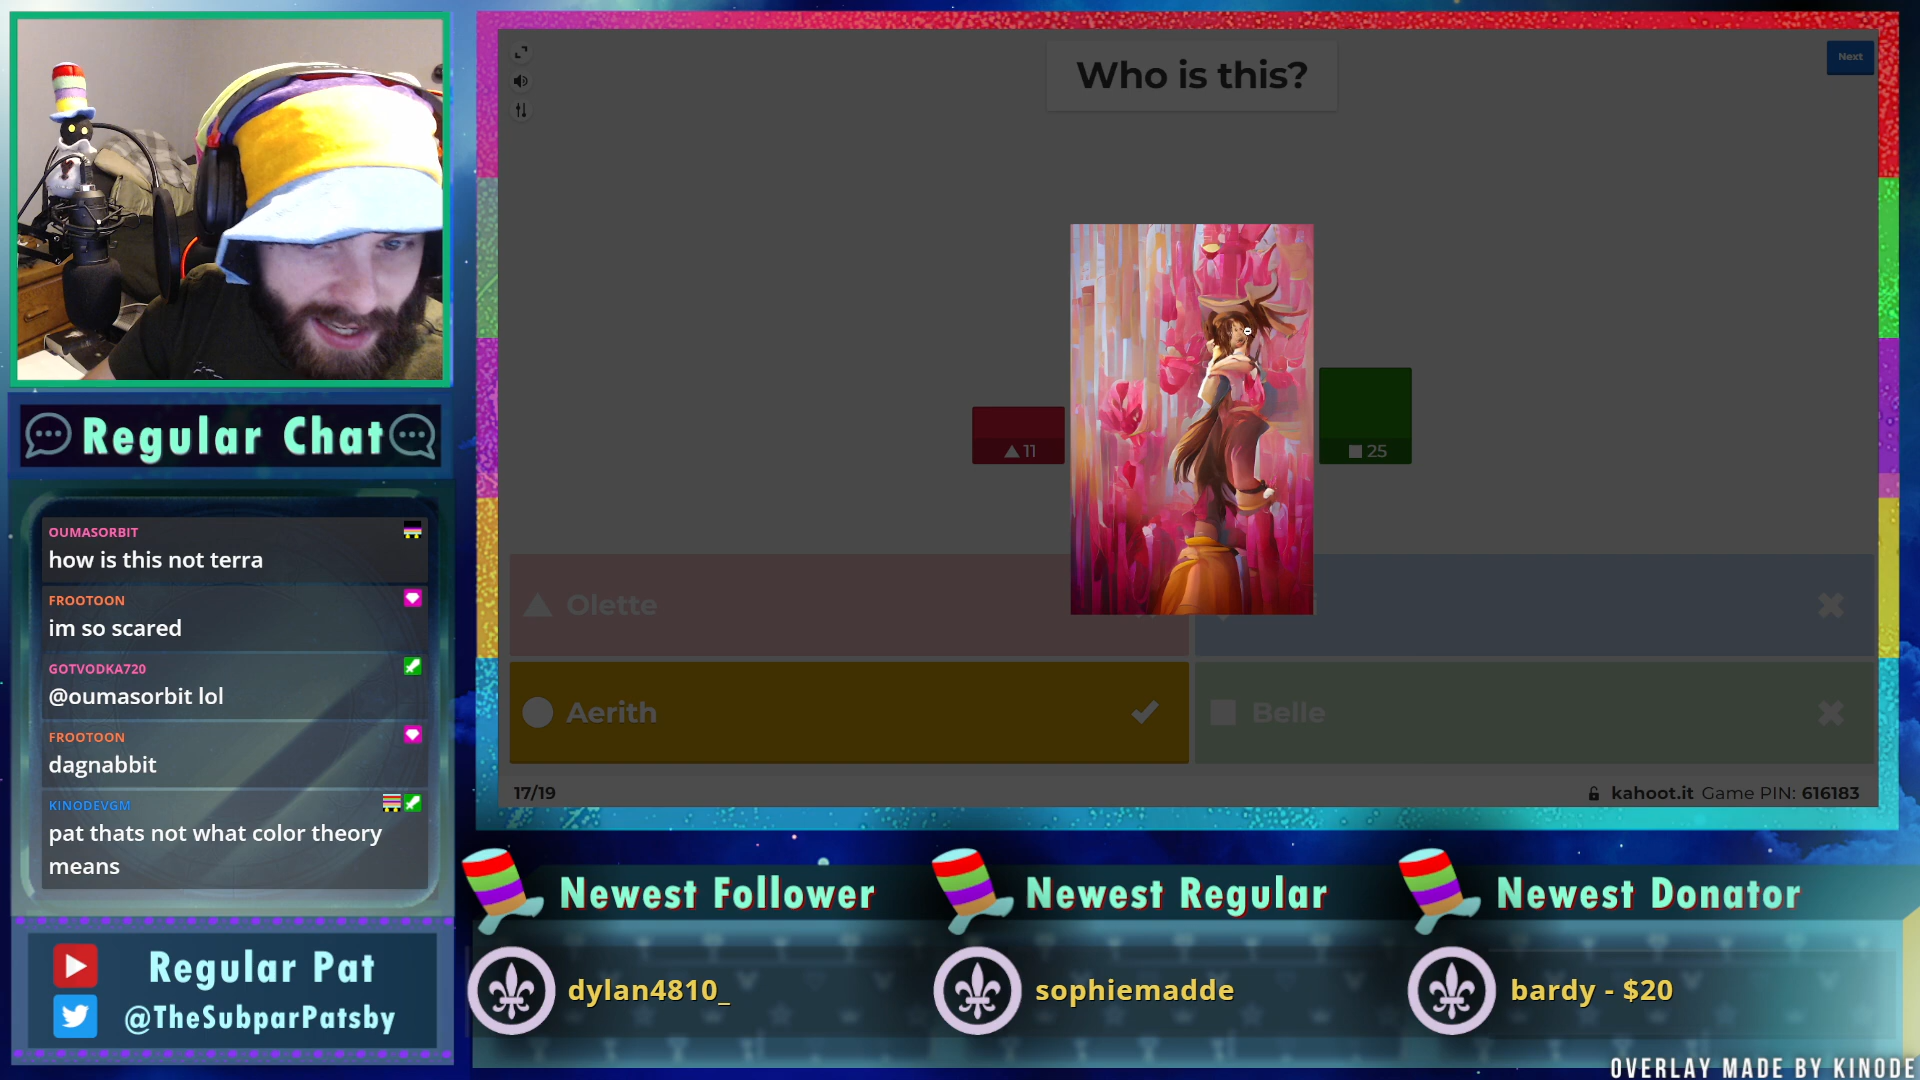 Who is this?
Next
11
25
Olette
Aerith
Belle
17/19
kahoot.it Game PIN: 616183
Regular Chat
OUMASORBIT
how is this not terra
FROOTOON
im so scared
GOTVODKA720
@oumasorbit lol
FROOTOON
dagnabbit
KINODEVGM
pat thats not what color theory
means
Regular Pat
@TheSubparPatsby
Newest Follower
dylan4810_
Newest Regular
sophiemadde
Newest Donator
bardy - $20
OVERLAY MADE BY KINODE